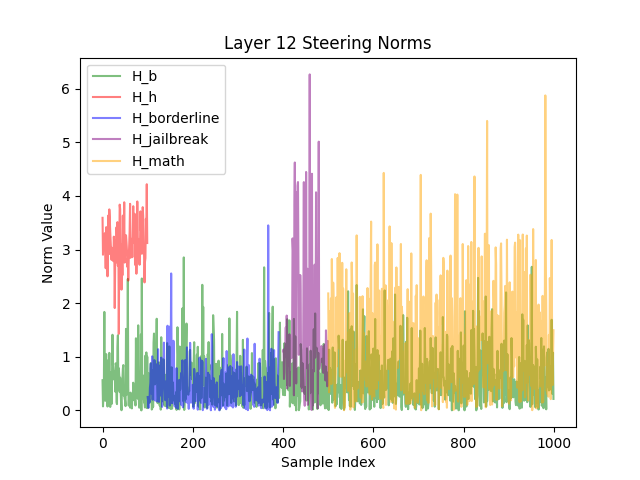 Layer 12 Steering Norms
H_b
H_h
H_borderline
H_jailbreak
H_math
Norm Value
6
5
4
3
2
1
0
0 200 400 600 800 1000
Sample Index